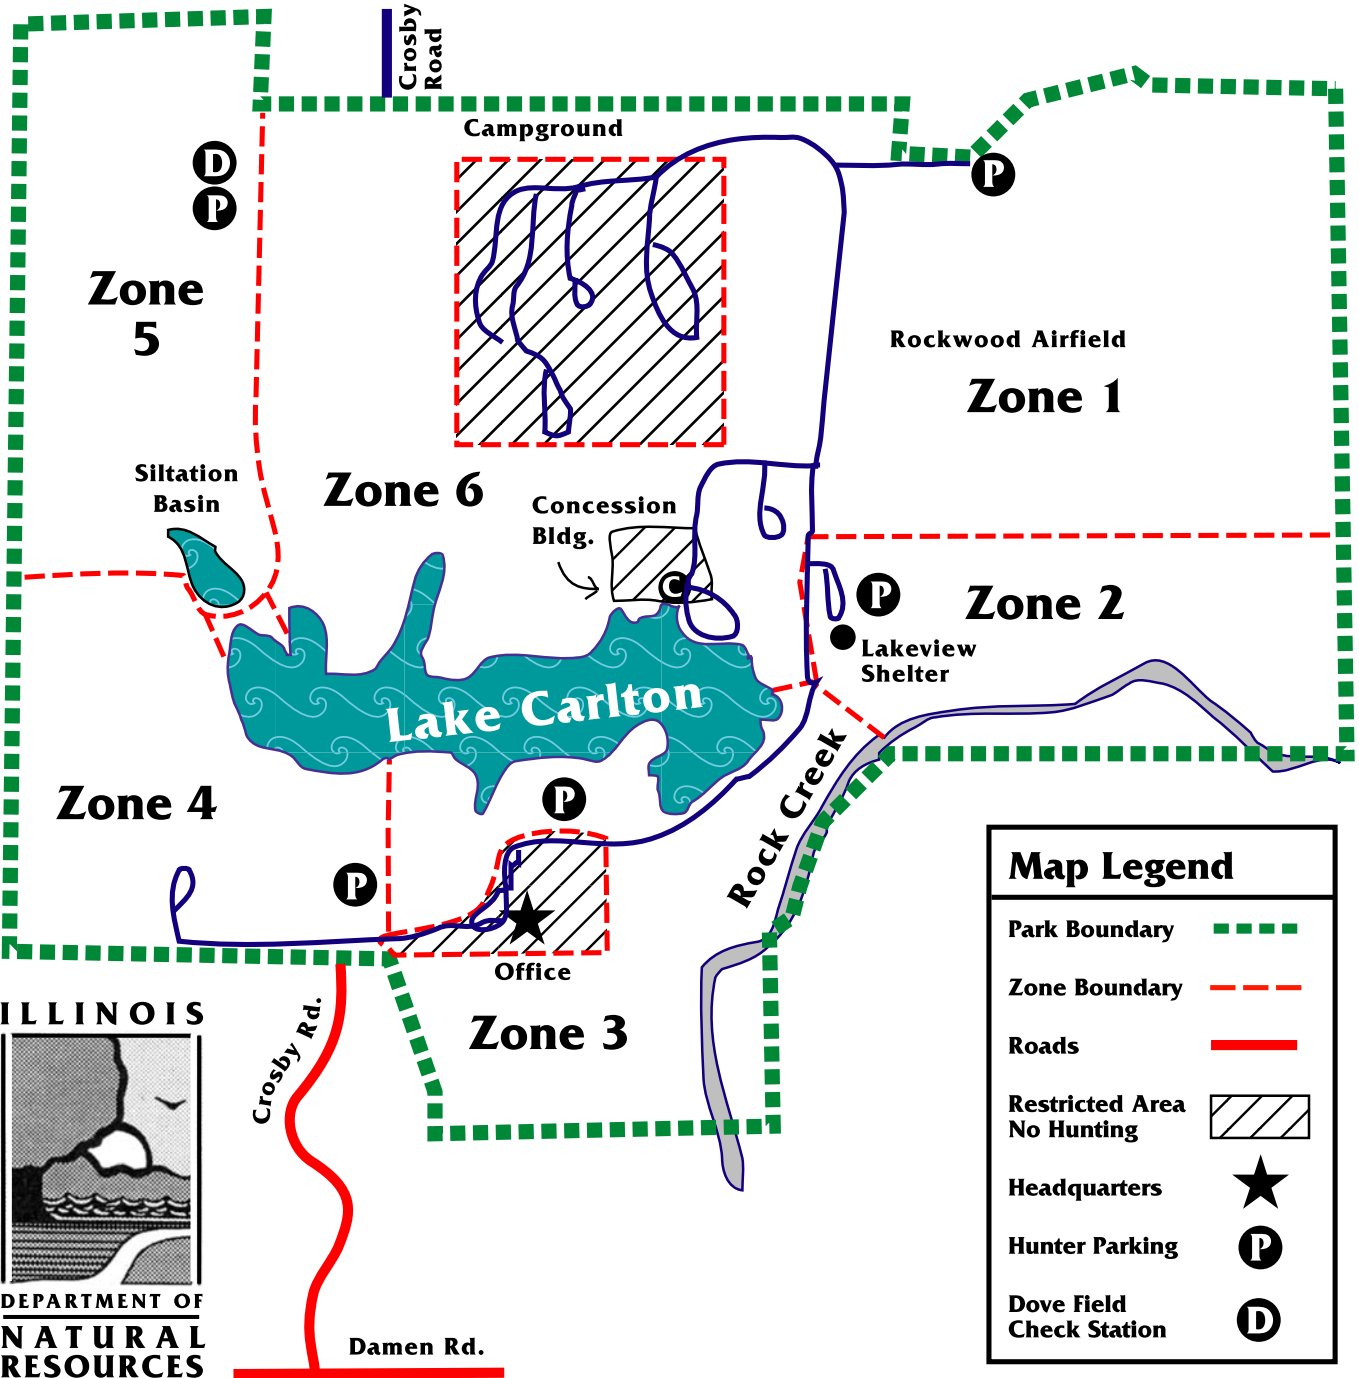 Crosby
Road
Campground
D
P
P
Zone
5
Rockwood Airfield
Zone 1
Siltation
Basin
Zone 6
Concession
Bldg.
C
P
Zone 2
Lakeview
Shelter
Lake Carlton
Rock Creek
Zone 4
P
P
Office
Zone 3
Crosby Rd.
Damen Rd.
ILLINOIS
DEPARTMENT OF
NATURAL
RESOURCES
Map Legend
Park Boundary
Zone Boundary
Roads
Restricted Area
No Hunting
Headquarters
Hunter Parking
P
Dove Field
Check Station
D